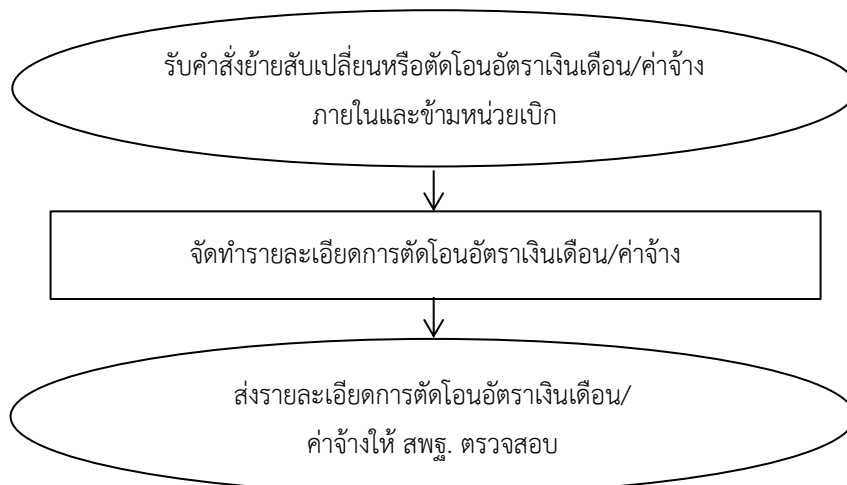 รับคำสั่งย้ายสับเปลี่ยนหรือตัดโอนอัตราเงินเดือน/ค่าจ้าง
ภายในและข้ามหน่วยเบิก
จัดทำรายละเอียดการตัดโอนอัตราเงินเดือน/ค่าจ้าง
ส่งรายละเอียดการตัดโอนอัตราเงินเดือน/
ค่าจ้างให้ สพฐ. ตรวจสอบ